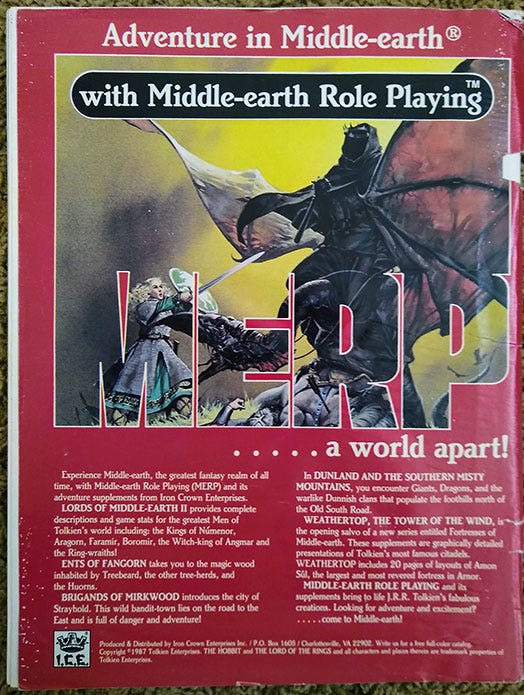 Adventure in Middle-earth®
with Middle-earth Role Playing™
MERP
.....a world apart!
Experience Middle-earth, the greatest fantasy realm of all
time, with Middle-earth Role Playing (MERP) and its
adventure supplements from Iron Crown Enterprises.
LORDS OF MIDDLE-EARTH II provides complete
descriptions and game stats for the greatest Men of
Tolkien's world including: the Kings of Númenor,
Aragorn, Faramir, Boromir, the Witch-king of Angmar and
the Ring-wraiths!
ENTS OF FANGORN takes you to the magic wood
inhabited by Treebeard, the other tree-herds, and
the Huorns.
BRIGANDS OF MIRKWOOD introduces the city of
Strayhold. This wild bandit-town lies on the road to the
East and is full of danger and adventure!
In DUNLAND AND THE SOUTHERN MISTY
MOUNTAINS, you encounter Giants, Dragons, and the
warlike Dunnish clans that populate the foothills north of
the Old South Road.
WEATHERTOP, THE TOWER OF THE WIND, is
the opening salvo of a new series entitled Fortresses of
Middle-earth. These supplements are graphically detailed
presentations of Tolkien's most famous citadels.
WEATHERTOP includes 20 pages of layouts of Amon
Sûl, the largest and most revered fortress in Arnor.
MIDDLE-EARTH ROLE PLAYING and its
supplements bring to life J.R.R. Tolkien's fabulous
creations. Looking for adventure and excitement?
.....come to Middle-earth!
I.C.E.
Produced & Distributed by Iron Crown Enterprises Inc. / P.O. Box 1605 / Charlottesville, VA 22902. Write us for a free full-color catalog.
Copyright ©1987 Tolkien Enterprises. THE HOBBIT and THE LORD OF THE RINGS and all characters and places therein are trademark properties of
Tolkien Enterprises.